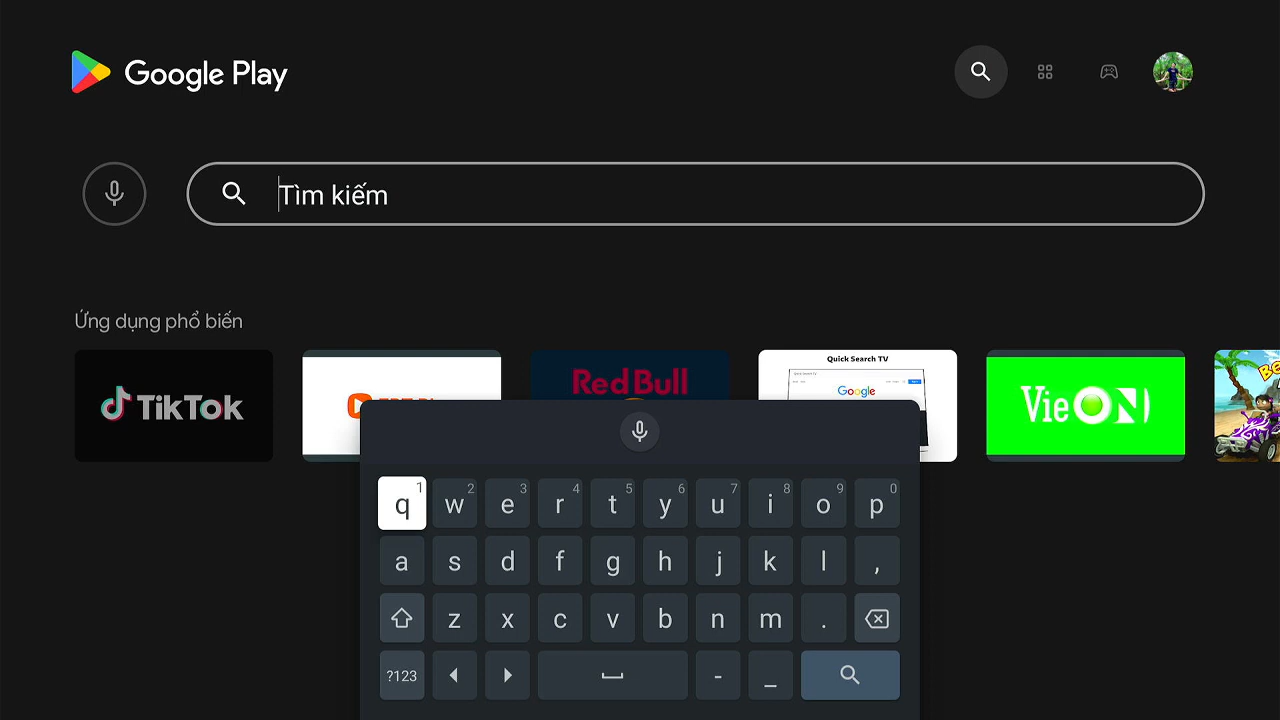 Google Play
Tìm kiếm
Ứng dụng phổ biến
TikTok
Red Bull
Quick Search TV
Google
VieON
q 1 w 2 e 3 r 4 t 5 y 6 u 7 i 8 o 9 p 0
a s d f g h j k l ,
z x c v b n m .
?123 - _